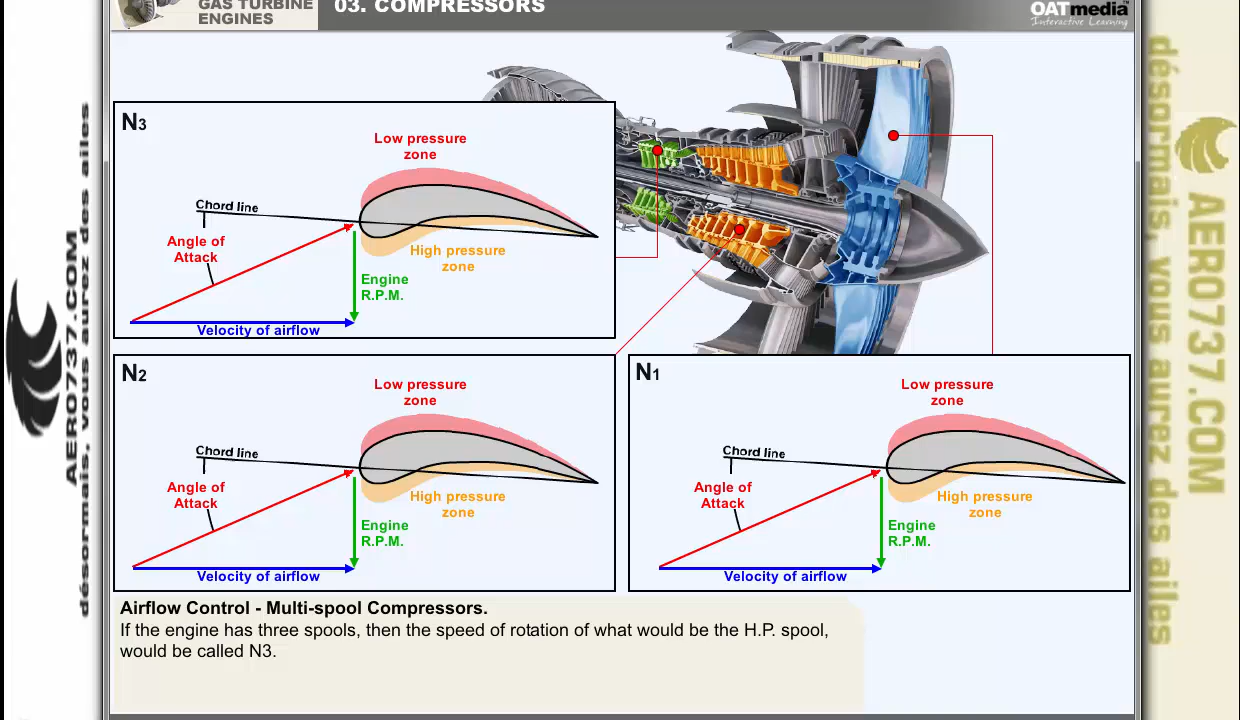 GAS TURBINE
ENGINES
03. COMPRESSORS
OATmedia™
Interactive Learning
N3
Low pressure
zone
Chord line
Angle of
Attack
High pressure
zone
Engine
R.P.M.
Velocity of airflow
N2
Low pressure
zone
Chord line
Angle of
Attack
High pressure
zone
Engine
R.P.M.
Velocity of airflow
N1
Low pressure
zone
Chord line
Angle of
Attack
High pressure
zone
Engine
R.P.M.
Velocity of airflow
Airflow Control - Multi-spool Compressors.
If the engine has three spools, then the speed of rotation of what would be the H.P. spool,
would be called N3.
AERO737.COM
désormais, vous aurez des ailes
AERO737.COM
désormais, vous aurez des ailes